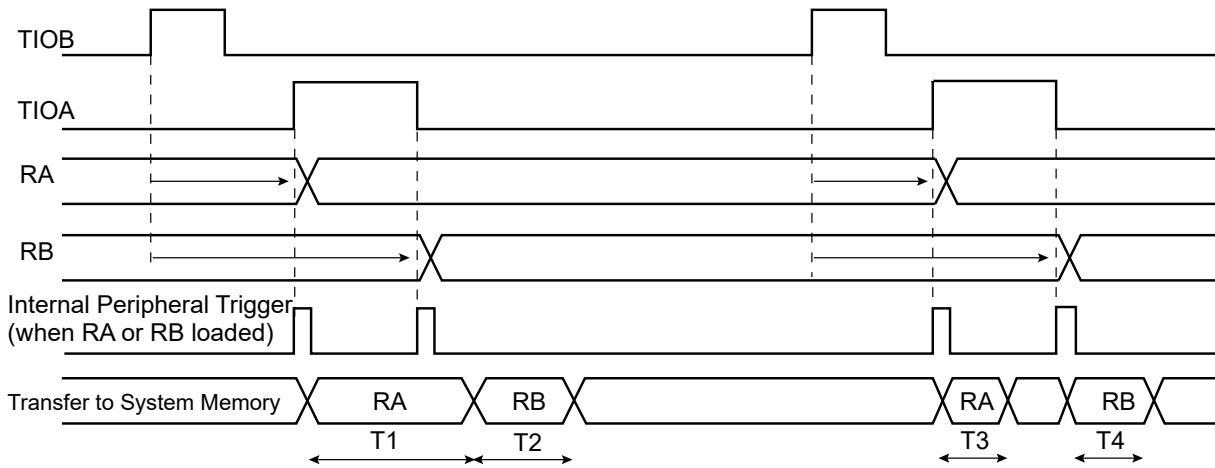 TIOB
TIOA
RA
RB
Internal Peripheral Trigger
(when RA or RB loaded)
Transfer to System Memory
RA
RB
RA
RB
T1
T2
T3
T4